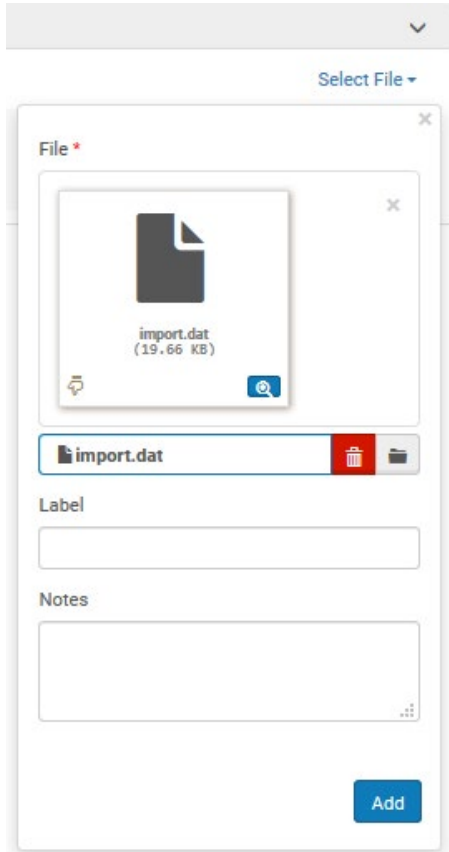 Select File
File *
import.dat
(19.66 KB)
import.dat
Label
Notes
Add